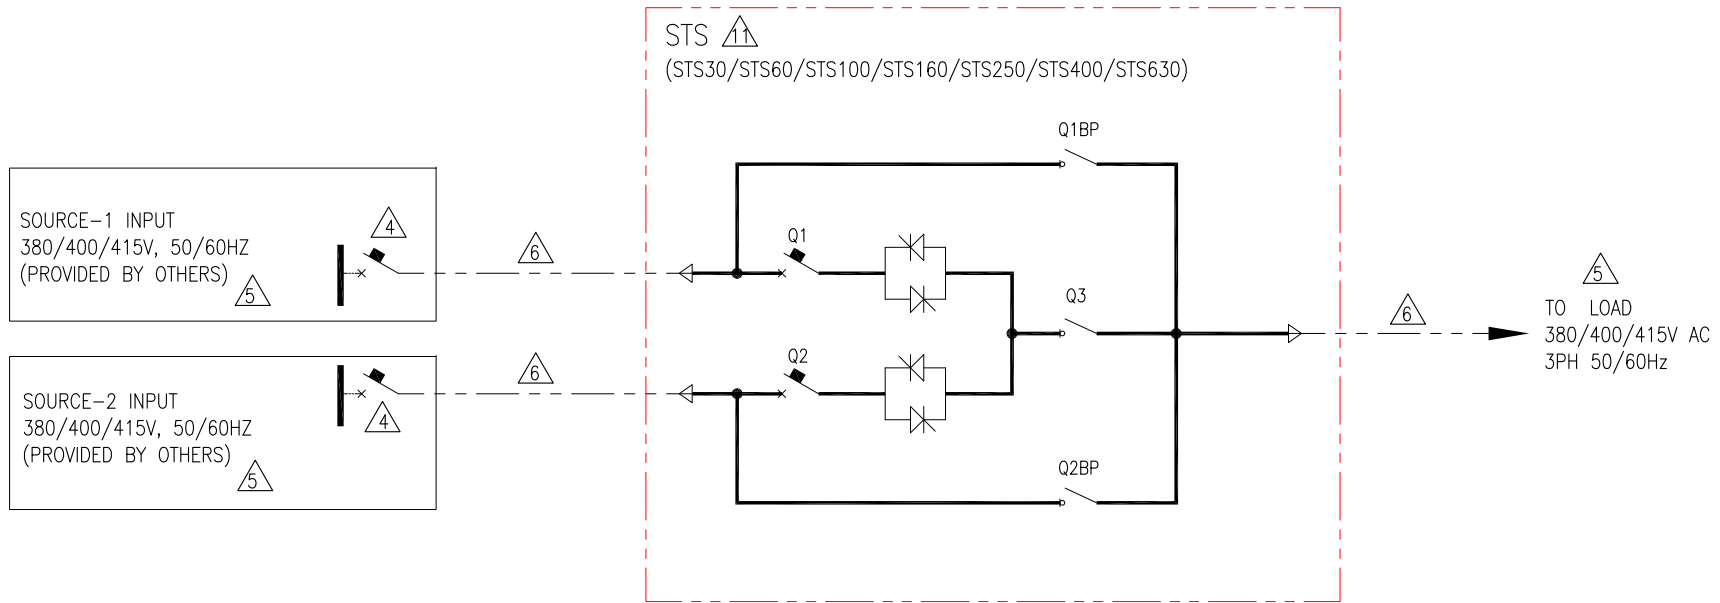 STS 11
(STS30/STS60/STS100/STS160/STS250/STS400/STS630)
Q1BP
SOURCE-1 INPUT
380/400/415V, 50/60HZ
(PROVIDED BY OTHERS)
5
4
6
Q1
Q3
5
TO LOAD
380/400/415V AC
3PH 50/60Hz
6
SOURCE-2 INPUT
380/400/415V, 50/60HZ
(PROVIDED BY OTHERS)
5
4
6
Q2
Q2BP